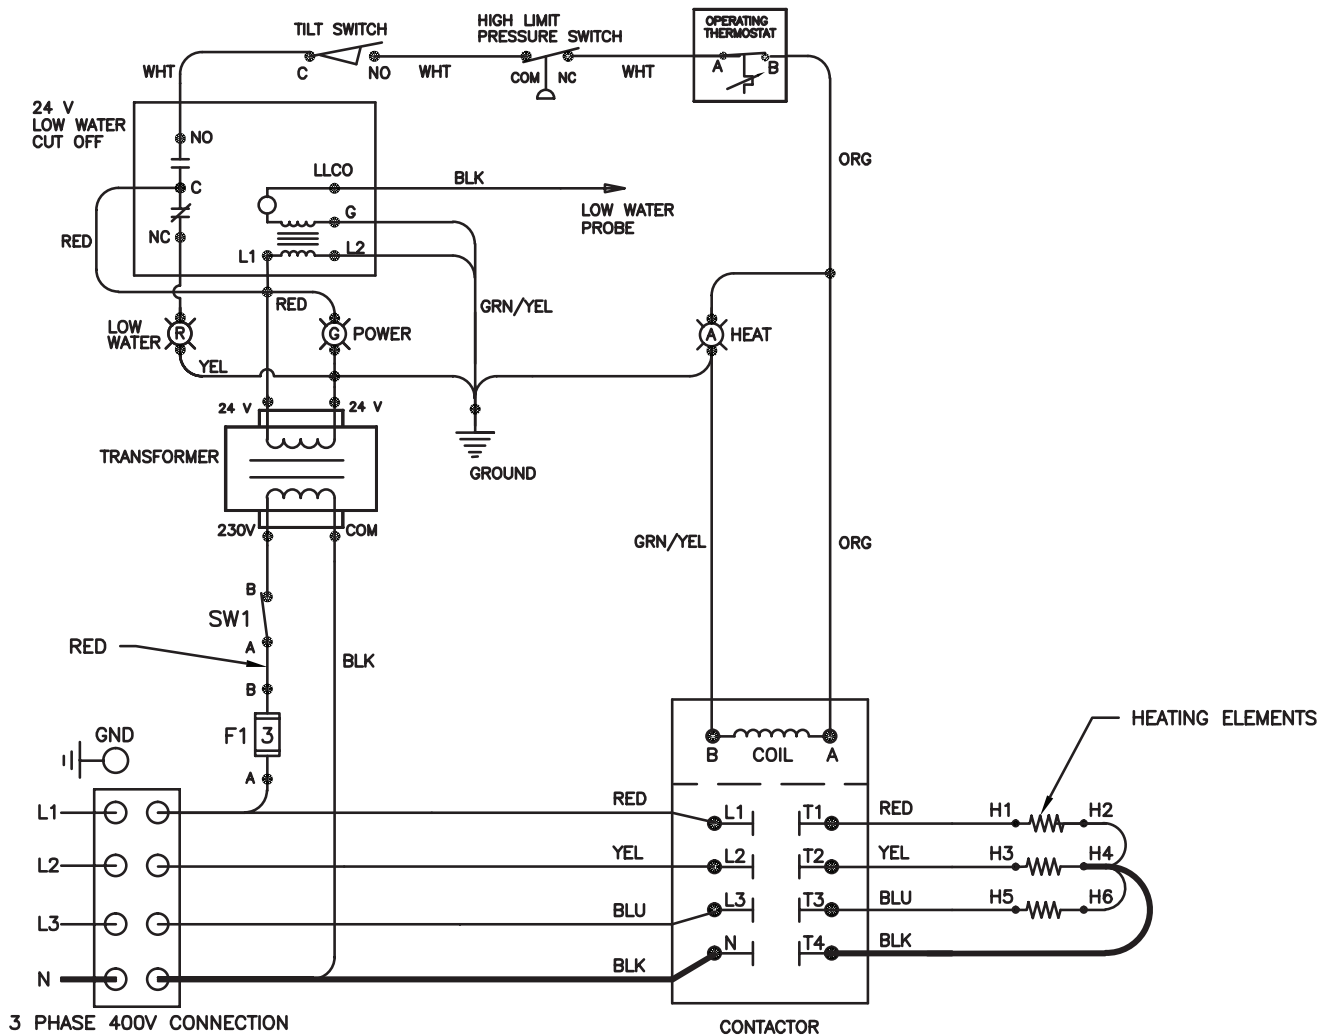 TILT SWITCH
HIGH LIMIT
PRESSURE SWITCH
OPERATING
THERMOSTAT
WHT
C
NO
WHT
COM
NC
WHT
A
B
24 V
LOW WATER
CUT OFF
NO
LLCO
BLK
ORG
C
LOW WATER
PROBE
G
RED
NC
L1
L2
RED
GRN/YEL
LOW
WATER
R
G
POWER
A
HEAT
YEL
24 V
24 V
TRANSFORMER
GROUND
230V
COM
GRN/YEL
ORG
B
SW1
A
RED
BLK
B
F1
3
A
GND
HEATING ELEMENTS
B
COIL
A
L1
RED
L1
T1
RED
H1
H2
L2
YEL
L2
T2
YEL
H3
H4
L3
BLU
L3
T3
BLU
H5
H6
N
BLK
N
T4
BLK
3 PHASE 400V CONNECTION
CONTACTOR